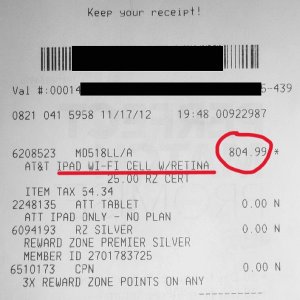 Keep your receipt!
Val #:00014 5-439
0821 041 5958 11/17/12 19:48 00922987
6208523 MD518LL/A 804.99 *
AT&T IPAD WI-FI CELL W/RETINA
25.00 RZ CERT
ITEM TAX 54.34
2248135 ATT TABLET 0.00 N
ATT IPAD ONLY - NO PLAN
6094193 RZ SILVER 0.00 N
REWARD ZONE PREMIER SILVER
MEMBER ID 2701783725
6510173 CPN 0.00 N
3X REWARD ZONE POINTS ON ANY